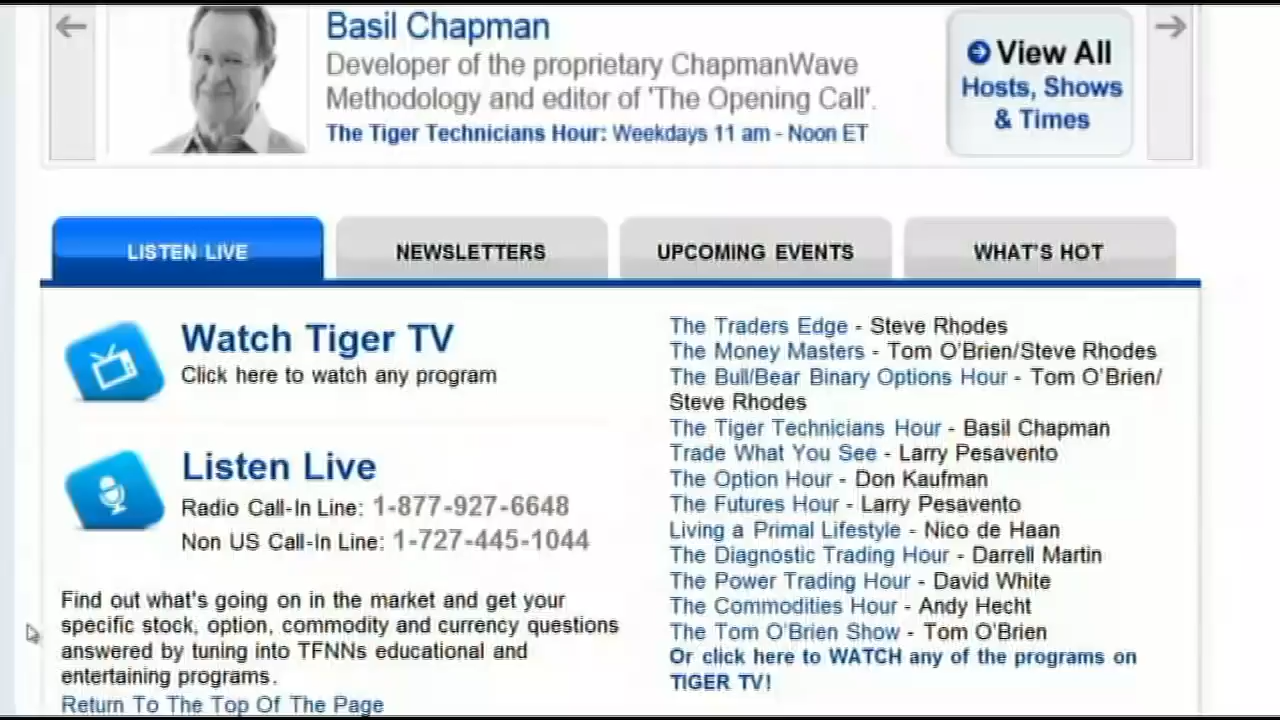 Basil Chapman
Developer of the proprietary ChapmanWave
Methodology and editor of 'The Opening Call'.
The Tiger Technicians Hour: Weekdays 11 am - Noon ET
View All
Hosts, Shows
& Times
LISTEN LIVE
NEWSLETTERS
UPCOMING EVENTS
WHAT'S HOT
Watch Tiger TV
Click here to watch any program
Listen Live
Radio Call-In Line: 1-877-927-6648
Non US Call-In Line: 1-727-445-1044
Find out what's going on in the market and get your
specific stock, option, commodity and currency questions
answered by tuning into TFNNs educational and
entertaining programs.
Return To The Top Of The Page
The Traders Edge - Steve Rhodes
The Money Masters - Tom O'Brien/Steve Rhodes
The Bull/Bear Binary Options Hour - Tom O'Brien/
Steve Rhodes
The Tiger Technicians Hour - Basil Chapman
Trade What You See - Larry Pesavento
The Option Hour - Don Kaufman
The Futures Hour - Larry Pesavento
Living a Primal Lifestyle - Nico de Haan
The Diagnostic Trading Hour - Darrell Martin
The Power Trading Hour - David White
The Commodities Hour - Andy Hecht
The Tom O'Brien Show - Tom O'Brien
Or click here to WATCH any of the programs on
TIGER TV!